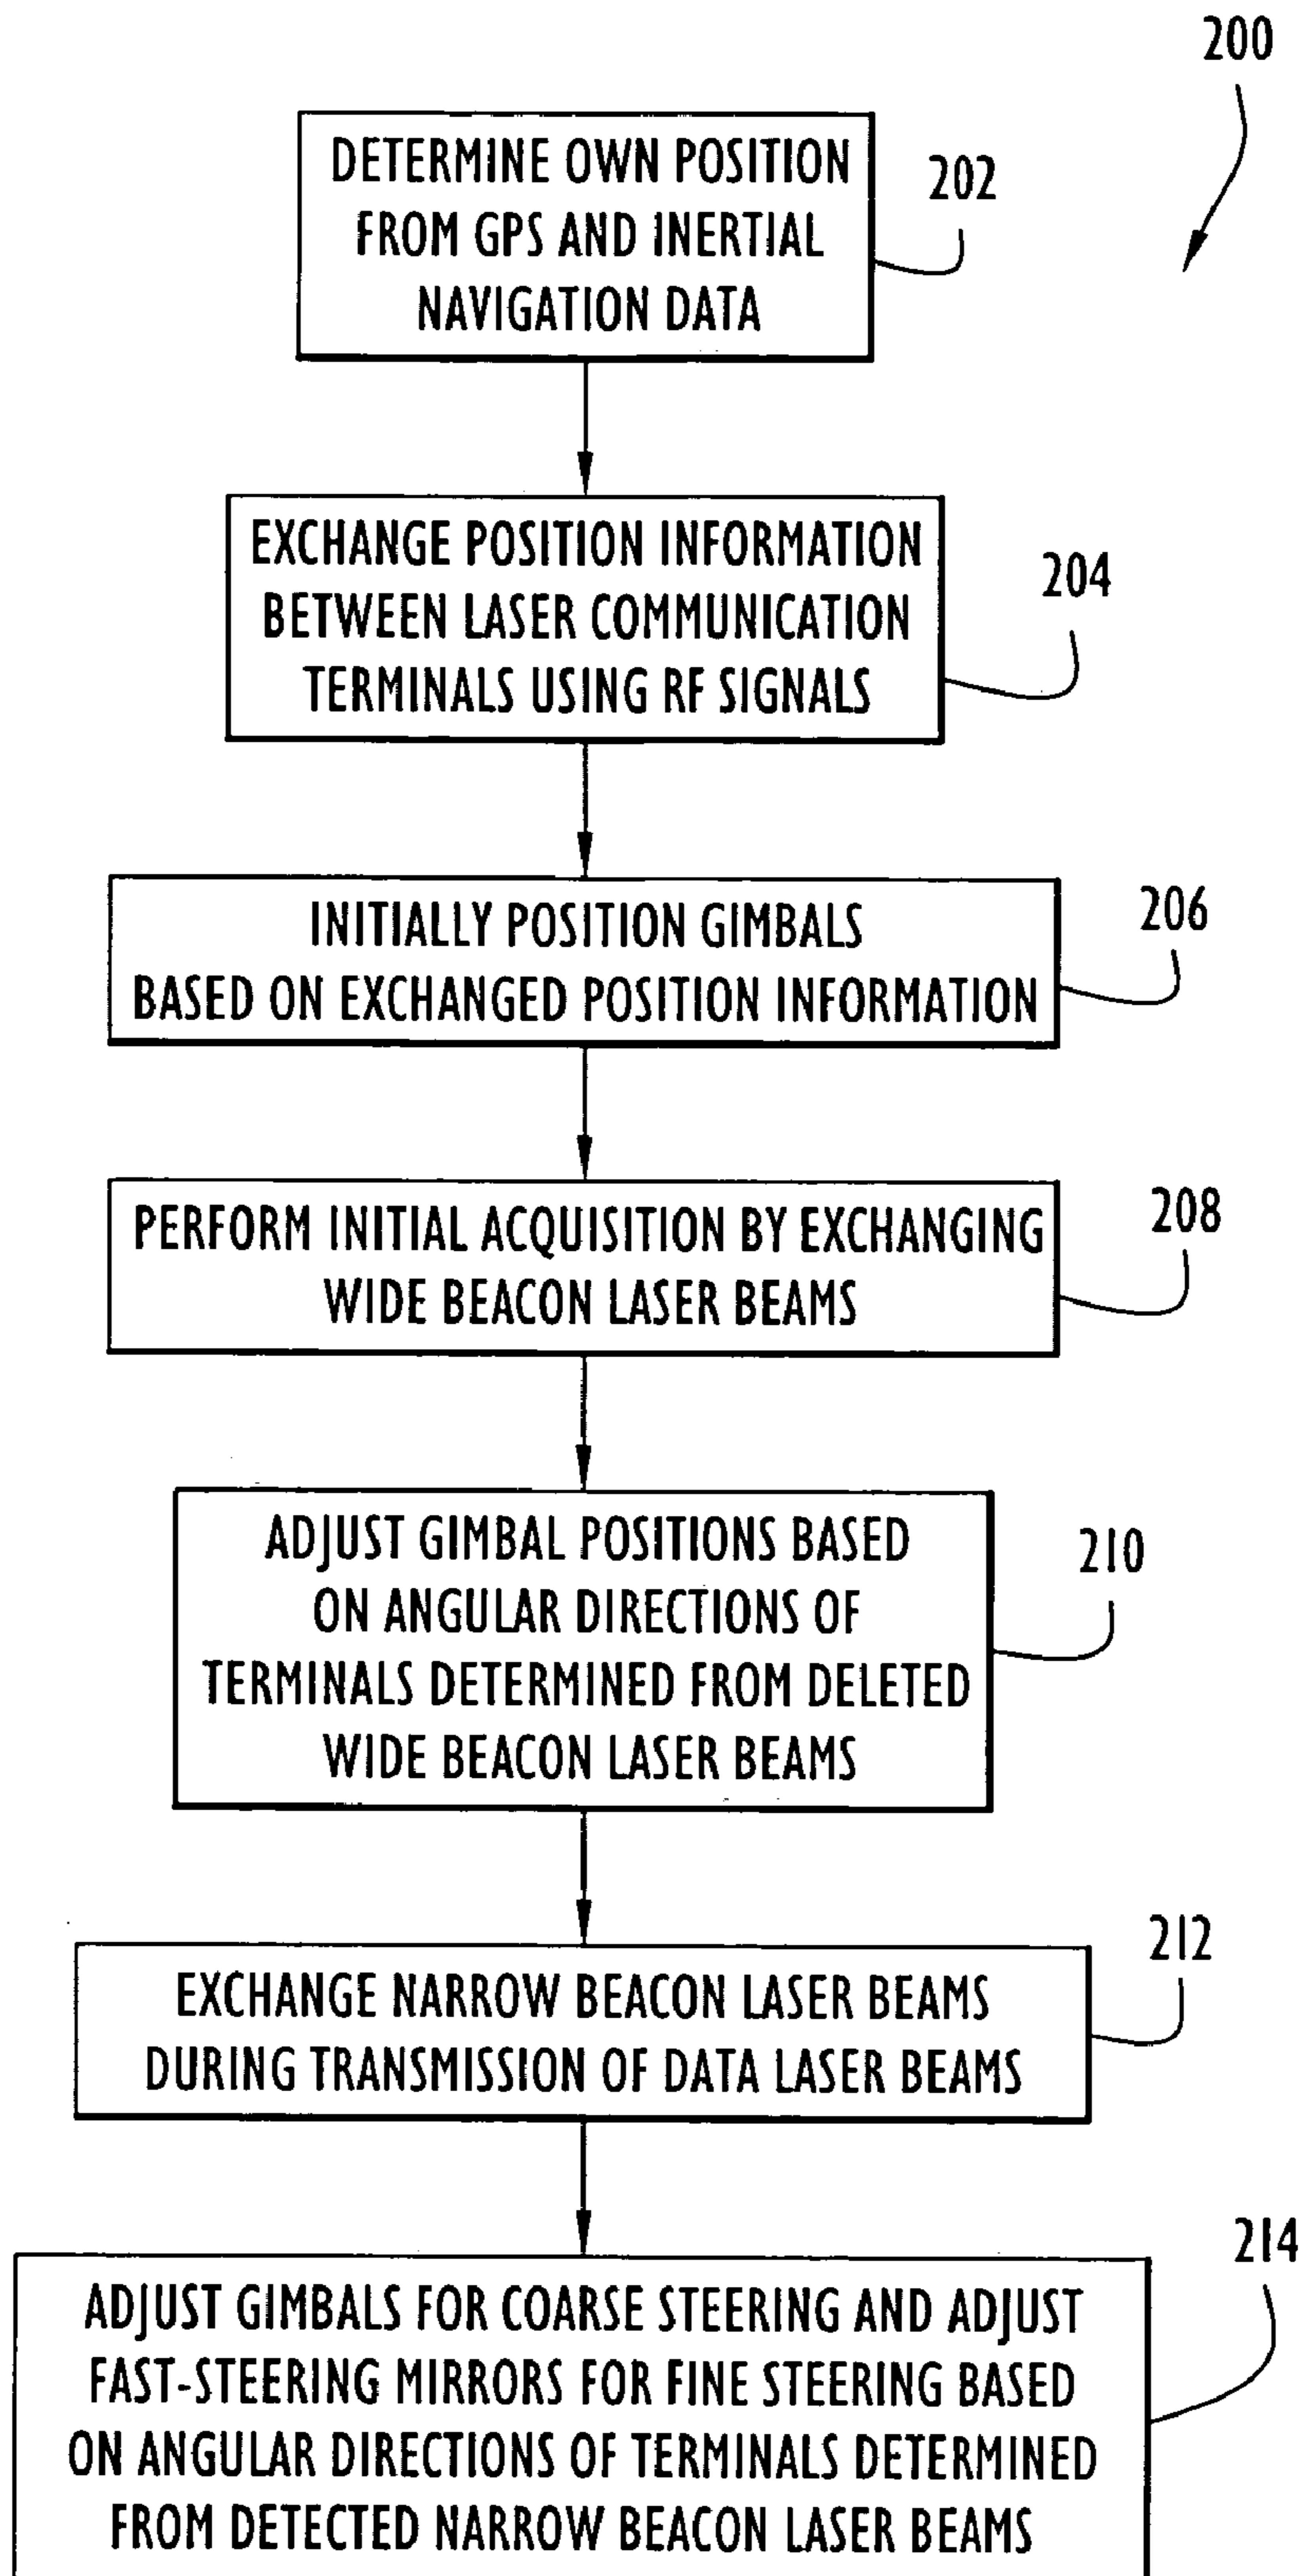 200
DETERMINE OWN POSITION
FROM GPS AND INERTIAL
NAVIGATION DATA
202
EXCHANGE POSITION INFORMATION
BETWEEN LASER COMMUNICATION
TERMINALS USING RF SIGNALS
204
INITIALLY POSITION GIMBALS
BASED ON EXCHANGED POSITION INFORMATION
206
PERFORM INITIAL ACQUISITION BY EXCHANGING
WIDE BEACON LASER BEAMS
208
ADJUST GIMBAL POSITIONS BASED
ON ANGULAR DIRECTIONS OF
TERMINALS DETERMINED FROM DELETED
WIDE BEACON LASER BEAMS
210
EXCHANGE NARROW BEACON LASER BEAMS
DURING TRANSMISSION OF DATA LASER BEAMS
212
ADJUST GIMBALS FOR COARSE STEERING AND ADJUST
FAST-STEERING MIRRORS FOR FINE STEERING BASED
ON ANGULAR DIRECTIONS OF TERMINALS DETERMINED
FROM DETECTED NARROW BEACON LASER BEAMS
214